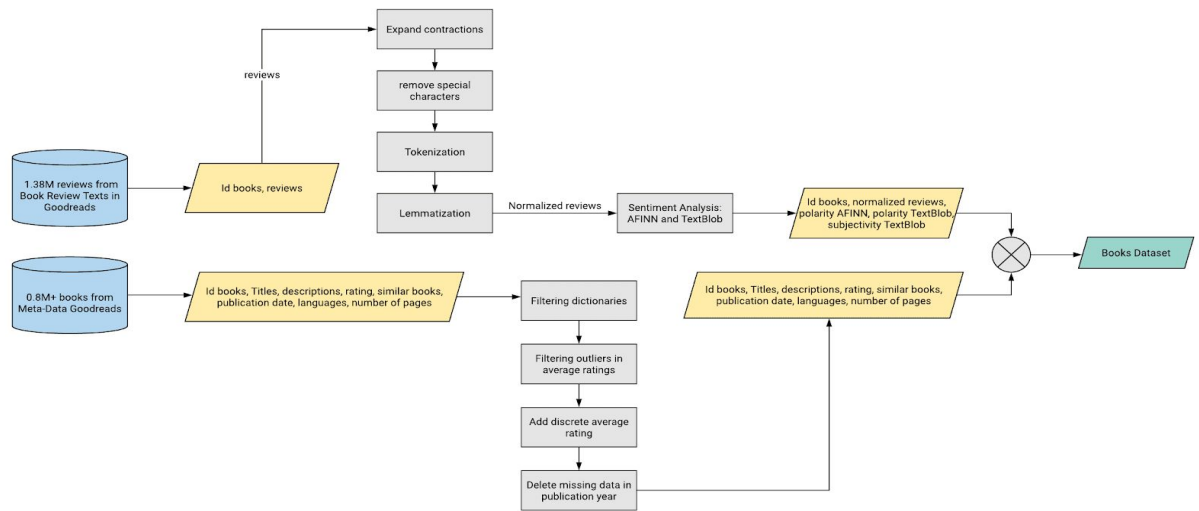 Expand contractions
reviews
remove special
characters
Tokenization
1.38M reviews from
Book Review Texts in
Goodreads
Id books, reviews
Lemmatization
Normalized reviews
Sentiment Analysis:
AFINN and TextBlob
Id books, normalized reviews,
polarity AFINN, polarity TextBlob,
subjectivity TextBlob
Books Dataset
0.8M+ books from
Meta-Data Goodreads
Id books, Titles, descriptions, rating, similar books,
publication date, languages, number of pages
Filtering dictionaries
Id books, Titles, descriptions, rating, similar books,
publication date, languages, number of pages
Filtering outliers in
average ratings
Add discrete average
rating
Delete missing data in
publication year